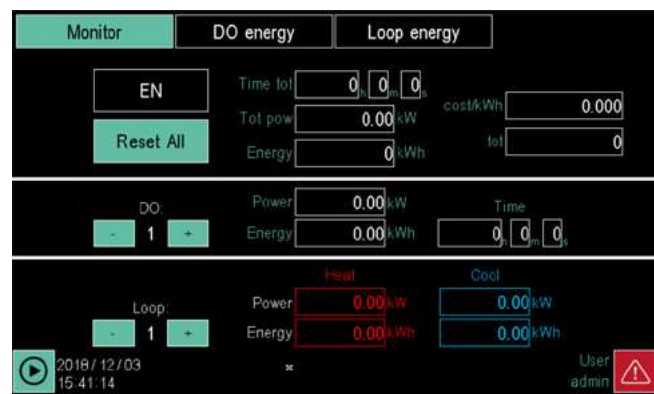 Monitor DO energy Loop energy
EN
Time tot 0 h 0 m 0 s
Tot pow 0.00 kW
cost/kWh 0.000
Reset All
Energy 0 kWh
tot 0
DO:
- 1 +
Power 0.00 kW
Time
Energy 0.00 kWh
0 h 0 m 0 s
Heat Cool
Loop:
- 1 +
Power 0.00 kW 0.00 kW
Energy 0.00 kWh 0.00 kWh
2018/12/03
15:41:14
User
admin